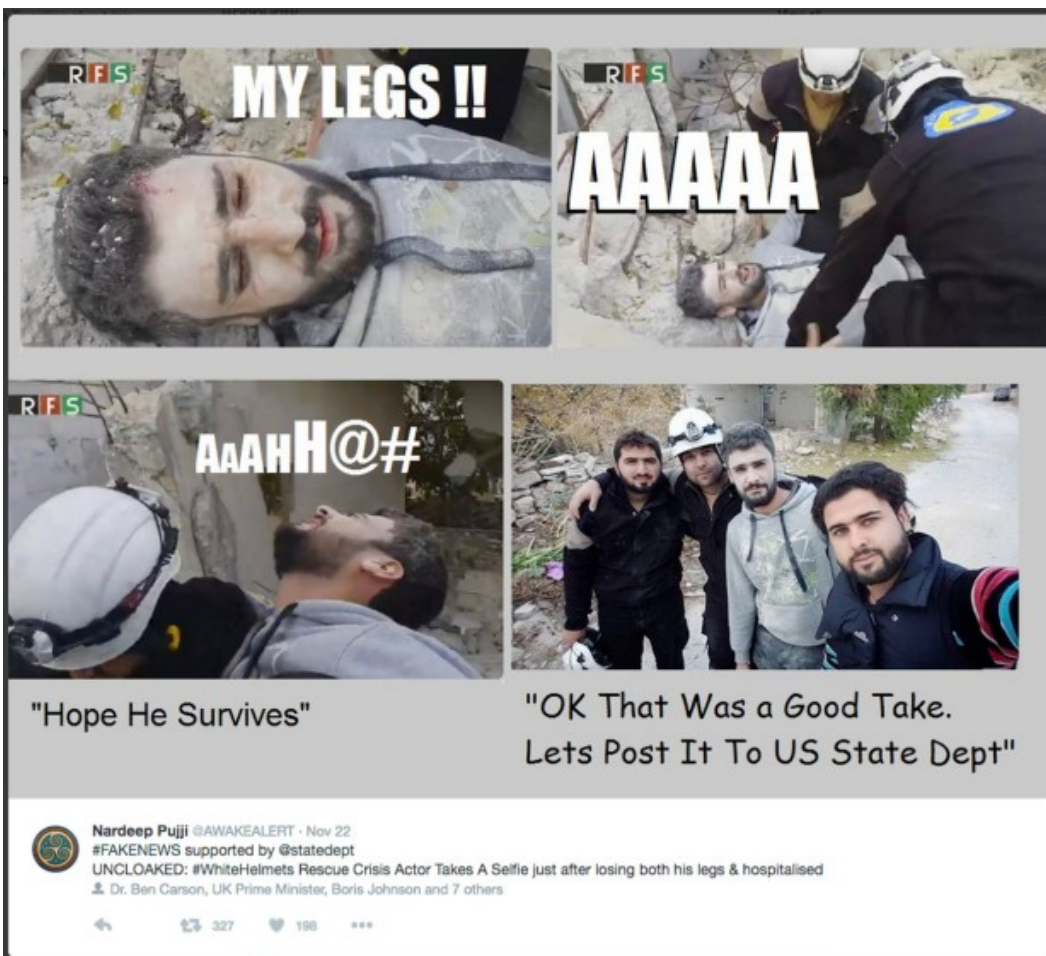 RFS
MY LEGS !!
RFS
AAAAA
RFS
AAAHH@#
"Hope He Survives"
"OK That Was a Good Take.
Lets Post It To US State Dept"
Nardeep Pujji @AWAKEALERT · Nov 22
#FAKENEWS supported by @statedept
UNCLOAKED: #WhiteHelmets Rescue Crisis Actor Takes A Selfie just after losing both his legs & hospitalised
Dr. Ben Carson, UK Prime Minister, Boris Johnson and 7 others
327 198